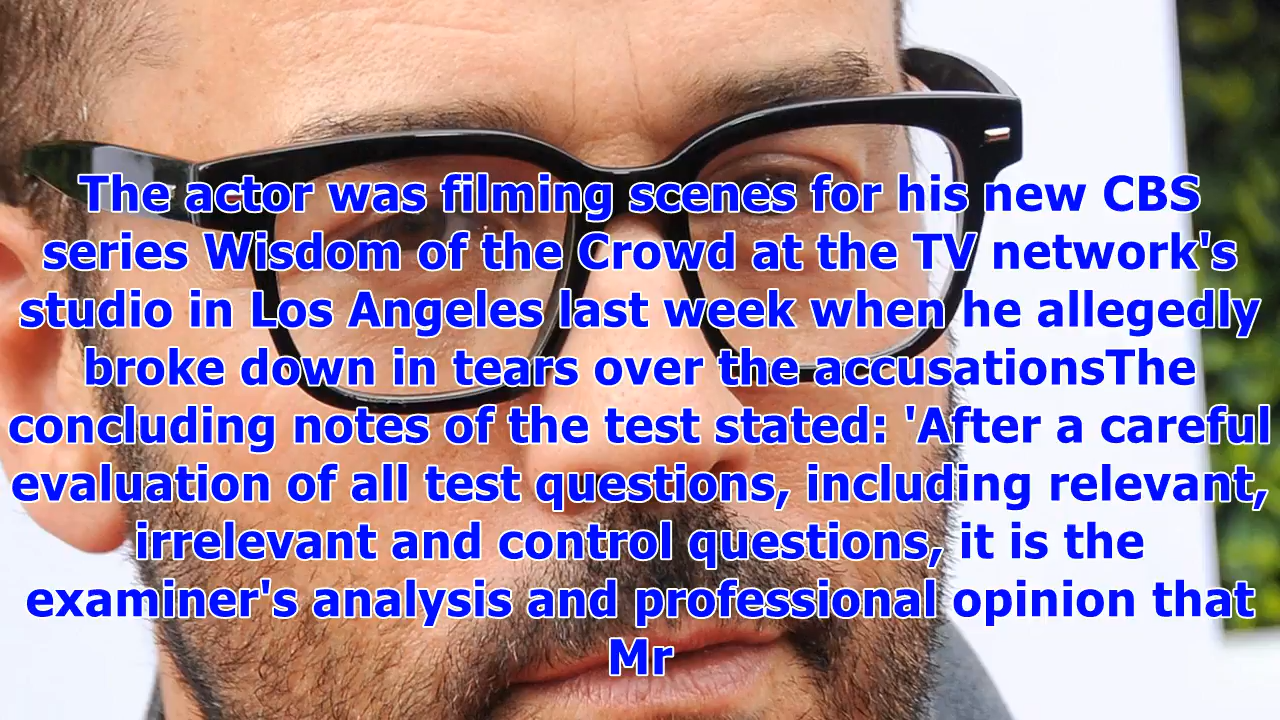 The actor was filming scenes for his new CBS
series Wisdom of the Crowd at the TV network's
studio in Los Angeles last week when he allegedly
broke down in tears over the accusationsThe
concluding notes of the test stated: 'After a careful
evaluation of all test questions, including relevant,
irrelevant and control questions, it is the
examiner's analysis and professional opinion that
Mr